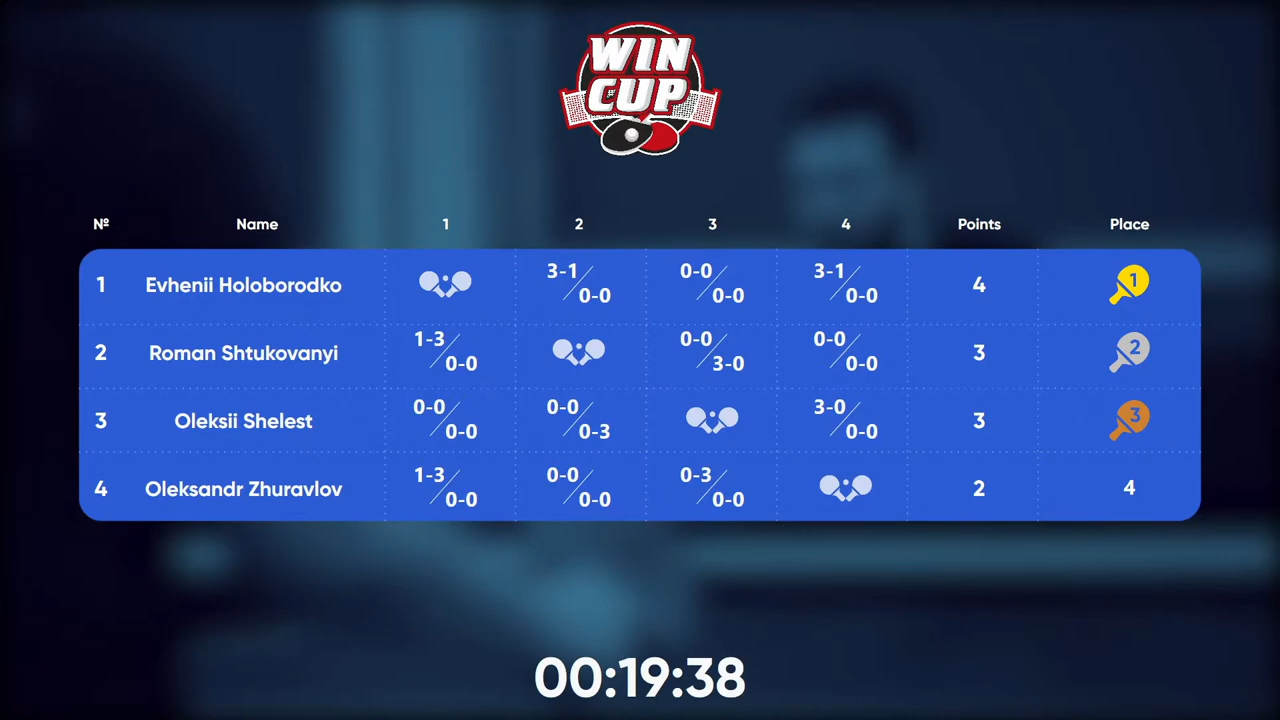 WIN
CUP
№ Name 1 2 3 4 Points Place
1 Evhenii Holoborodko 3-1/0-0 0-0/0-0 3-1/0-0 4 1
2 Roman Shtukovanyi 1-3/0-0 0-0/3-0 0-0/0-0 3 2
3 Oleksii Shelest 0-0/0-0 0-0/0-3 3-0/0-0 3 3
4 Oleksandr Zhuravlov 1-3/0-0 0-0/0-0 0-3/0-0 2 4
00:19:38